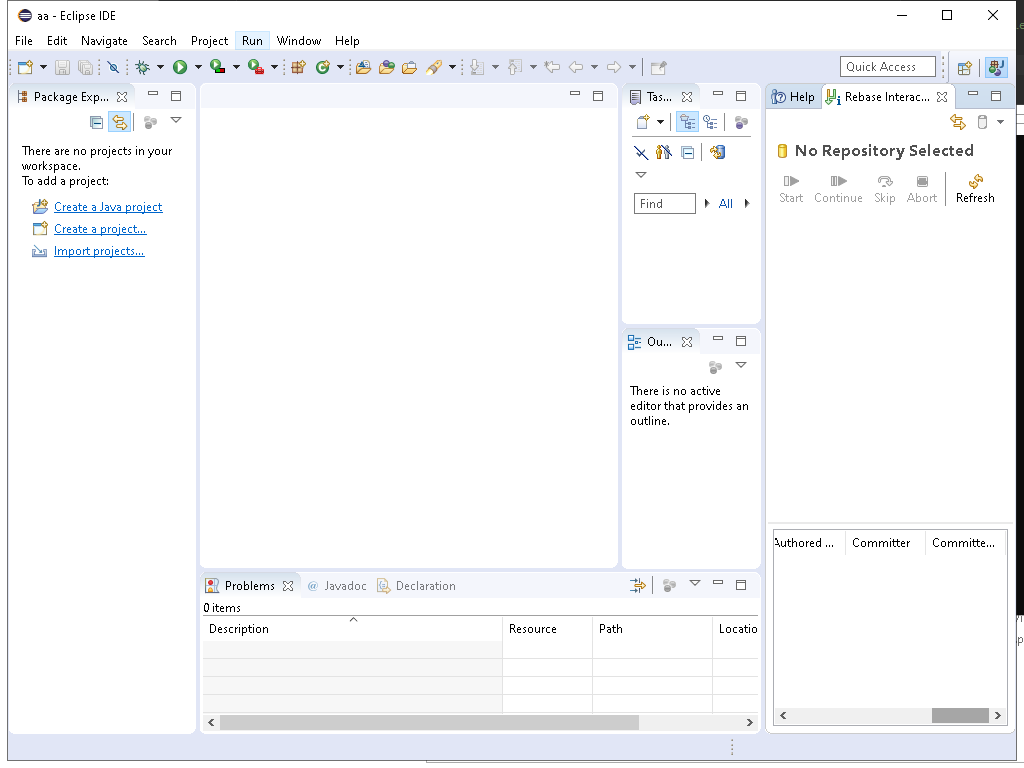 aa - Eclipse IDE
File Edit Navigate Search Project Run Window Help
Quick Access
Package Exp...
There are no projects in your
workspace.
To add a project:
Create a Java project
Create a project...
Import projects...
Tas...
Find
All
Ou...
There is no active
editor that provides an
outline.
Help
Rebase Interac...
No Repository Selected
Start Continue Skip Abort Refresh
Authored ... Committer Committe...
Problems @ Javadoc Declaration
0 items
Description Resource Path Locatio